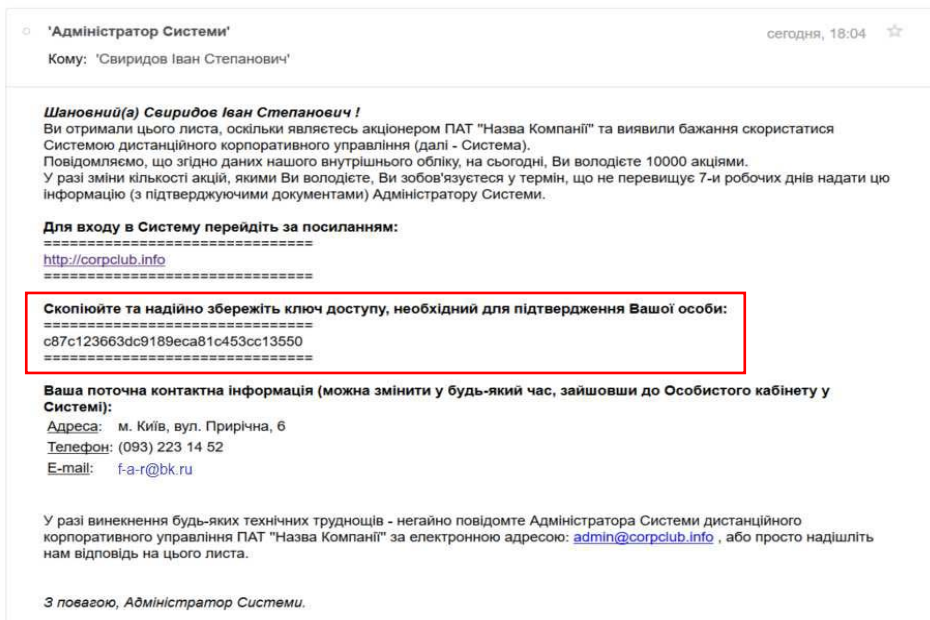 'Адміністратор Системи'
сегодня, 18:04
Кому: 'Свиридов Іван Степанович'
Шановний(а) Свиридов Іван Степанович !
Ви отримали цього листа, оскільки являєтесь акціонером ПАТ "Назва Компанії" та виявили бажання скористатися
Системою дистанційного корпоративного управління (далі - Система).
Повідомляємо, що згідно даних нашого внутрішнього обліку, на сьогодні, Ви володієте 10000 акціями.
У разі зміни кількості акцій, якими Ви володієте, Ви зобов'язуєтеся у термін, що не перевищує 7-и робочих днів надати цю
інформацію (з підтверджуючими документами) Адміністратору Системи.
Для входу в Систему перейдіть за посиланням:
===============================
http://corpclub.info
===============================
Скопіюйте та надійно збережіть ключ доступу, необхідний для підтвердження Вашої особи:
===============================
c87c123663dc9189eca81c453cc13550
===============================
Ваша поточна контактна інформація (можна змінити у будь-який час, зайшовши до Особистого кабінету у
Системі):
Адреса: м. Київ, вул. Прирічна, 6
Телефон: (093) 223 14 52
E-mail: f-a-r@bk.ru
У разі винекнення будь-яких технічних труднощів - негайно повідомте Адміністратора Системи дистанційного
корпоративного управління ПАТ "Назва Компанії" за електронною адресою: admin@corpclub.info , або просто надішліть
нам відповідь на цього листа.
З повагою, Адміністратор Системи.